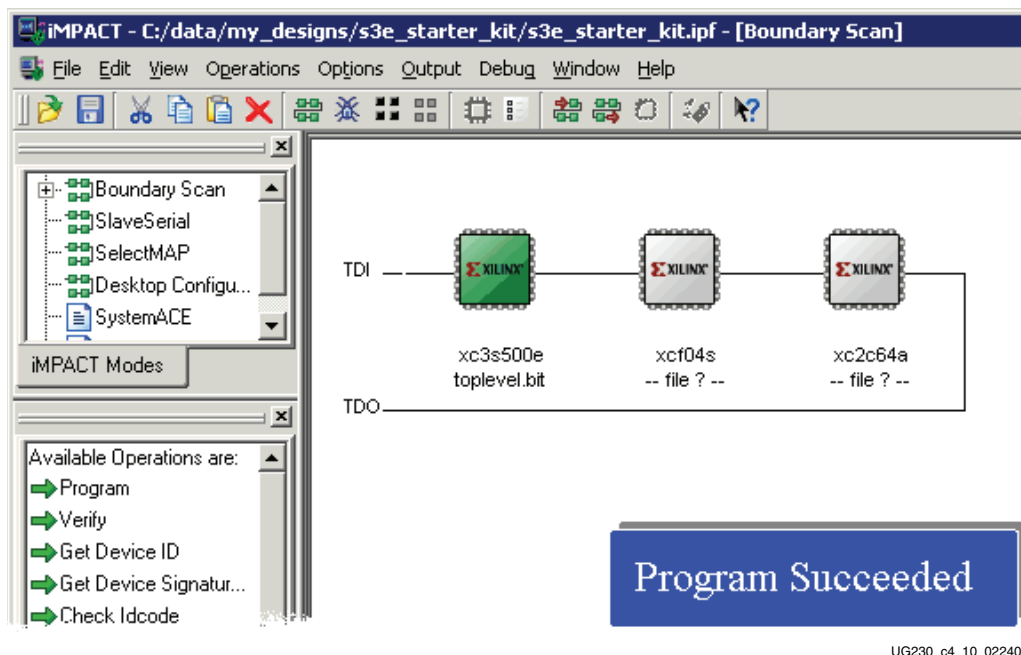 iMPACT - C:/data/my_designs/s3e_starter_kit/s3e_starter_kit.ipf - [Boundary Scan]
File Edit View Operations Options Output Debug Window Help
Boundary Scan
SlaveSerial
SelectMAP
Desktop Configu...
SystemACE
iMPACT Modes
Available Operations are:
Program
Verify
Get Device ID
Get Device Signatur...
Check Idcode
TDI
XILINX
XILINX
XILINX
xc3s500e
toplevel.bit
xcf04s
-- file ? --
xc2c64a
-- file ? --
TDO
Program Succeeded
UG230_c4_10_02240